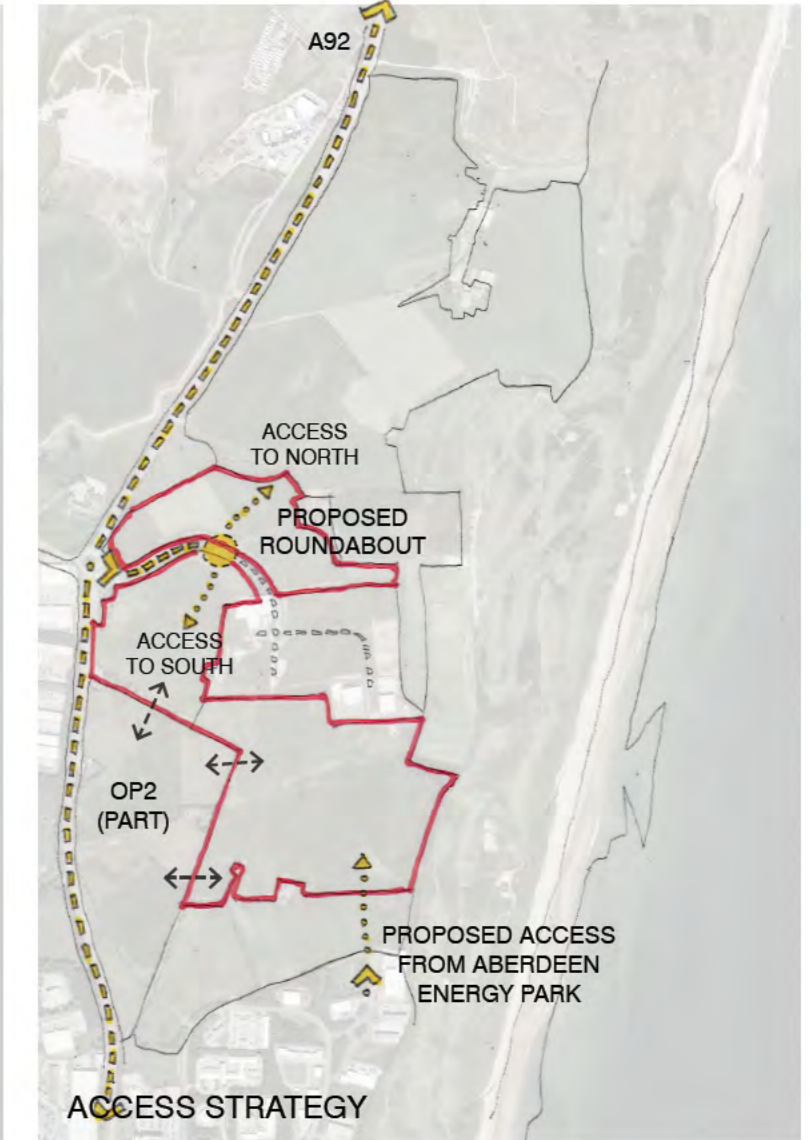 A92
ACCESS
TO NORTH
PROPOSED
ROUNDABOUT
ACCESS
TO SOUTH
OP2
(PART)
PROPOSED ACCESS
FROM ABERDEEN
ENERGY PARK
ACCESS STRATEGY